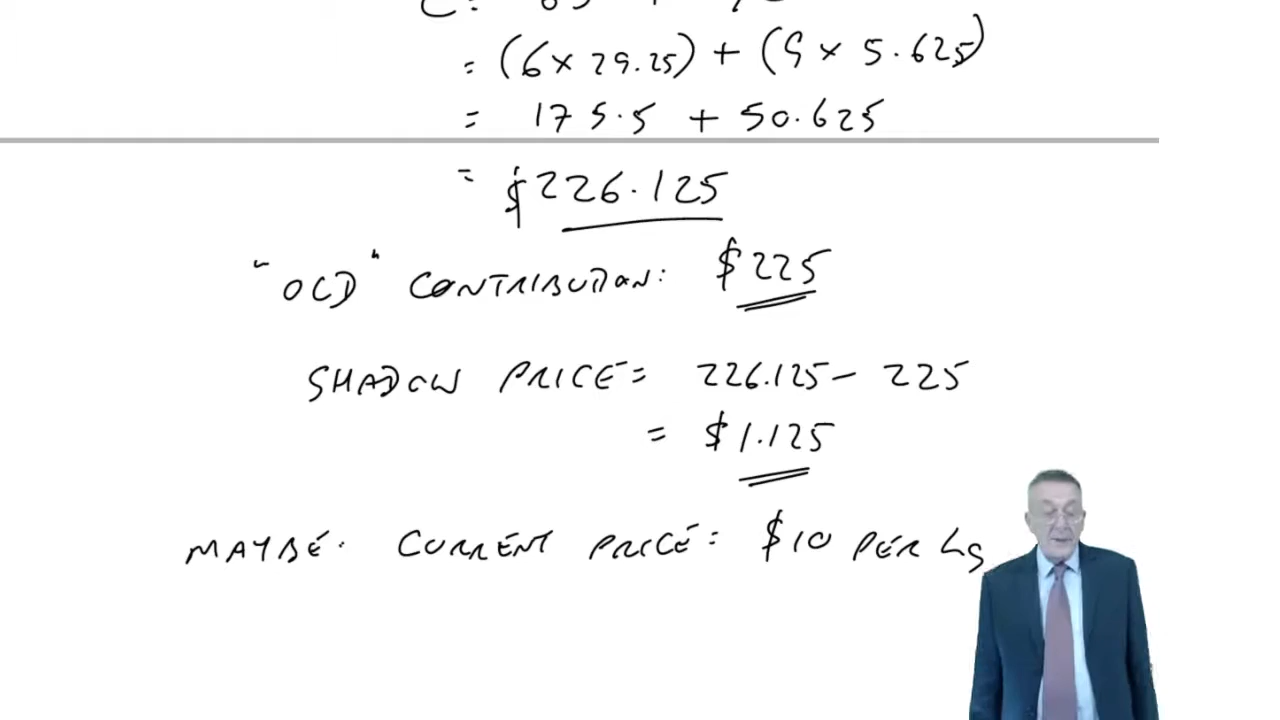 = (6 × 29.25) + (9 × 5.625)
= 175.5 + 50.625
= $226.125
"OLD" CONTRIBUTION: $225
SHADOW PRICE = 226.125 - 225
= $1.125
MAYBE. CURRENT PRICE: $10 PER kg